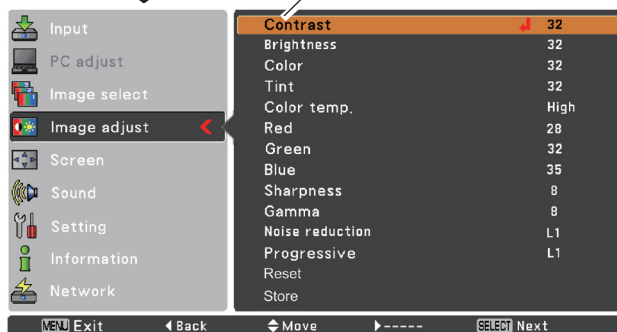 Input
PC adjust
Image select
Image adjust
Screen
Sound
Setting
Information
Network
Contrast 32
Brightness 32
Color 32
Tint 32
Color temp. High
Red 28
Green 32
Blue 35
Sharpness 8
Gamma 8
Noise reduction L1
Progressive L1
Reset
Store
MENU Exit Back Move ----- SELECT Next